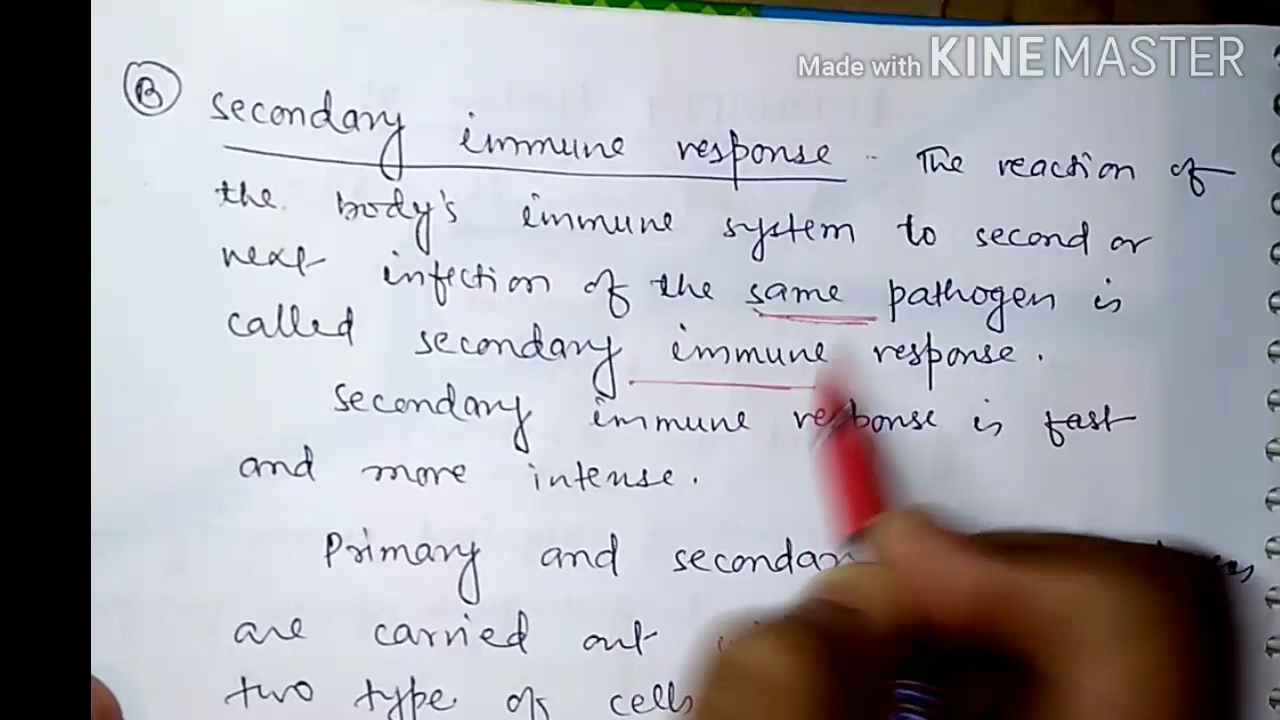 Made with KINEMASTER
B secondary immune response - The reaction of
the body's immune system to second or
next infection of the same pathogen is
called secondary immune response.
secondary immune response is fast
and more intense.
Primary and secondary
are carried out
two type of cells